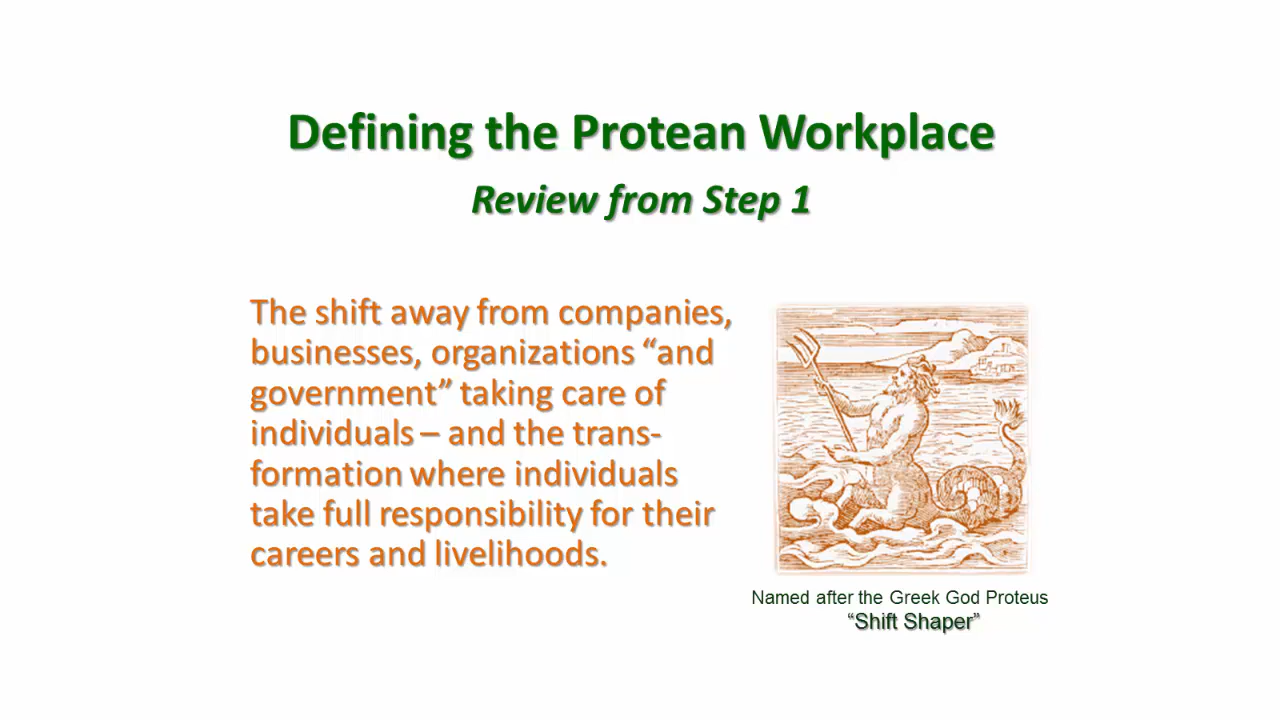 Defining the Protean Workplace
Review from Step 1
The shift away from companies,
businesses, organizations “and
government” taking care of
individuals – and the trans-
formation where individuals
take full responsibility for their
careers and livelihoods.
Named after the Greek God Proteus
“Shift Shaper”